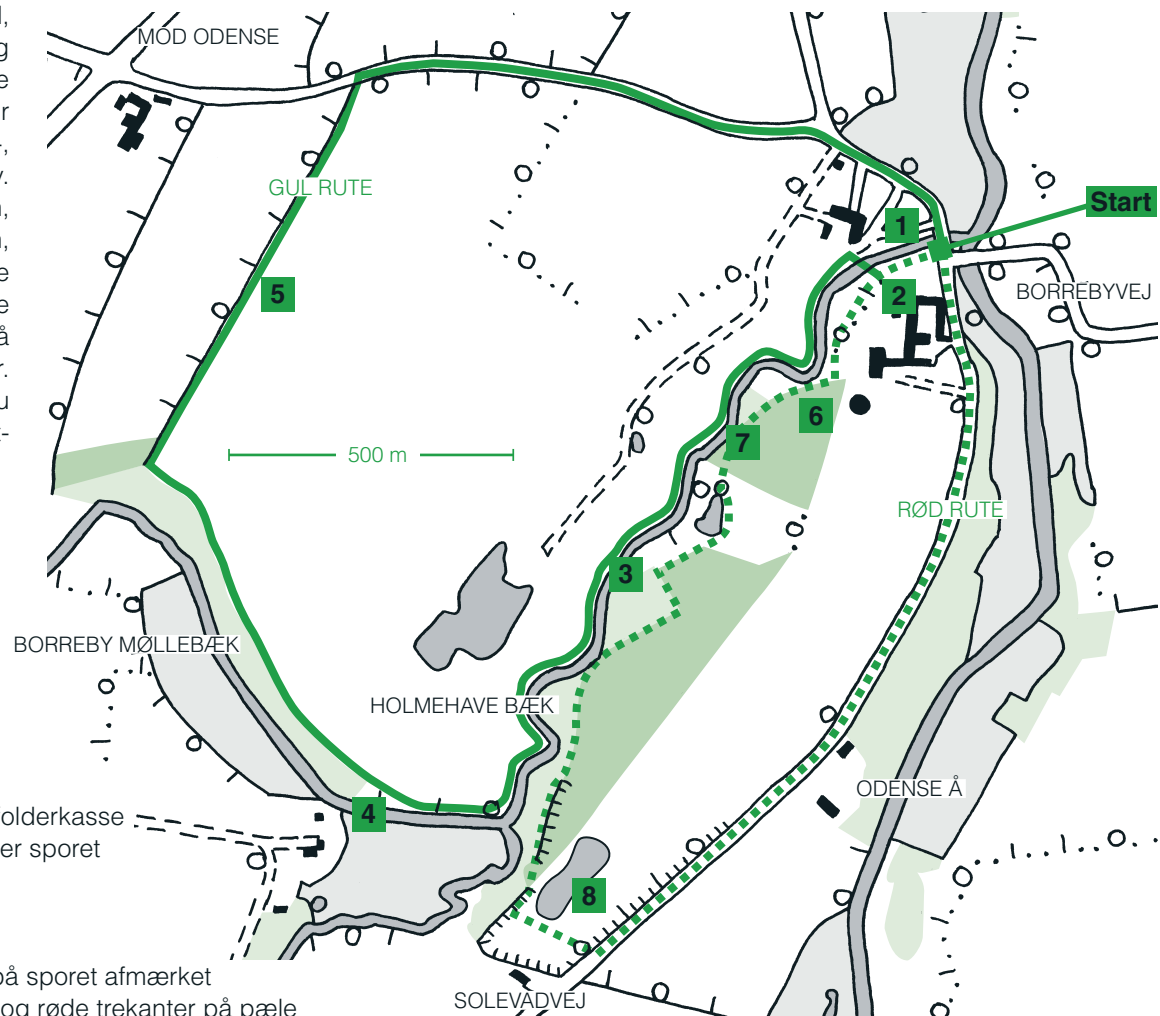 l,
g
e
r
-,
v.
n,
n,
e
e
å
r.
u
t-
MOD ODENSE
GUL RUTE
Start
1
2
BORREBYVEJ
5
6
7
500 m
RØD RUTE
3
BORREBY MØLLEBÆK
HOLMEHAVE BÆK
ODENSE Å
4
8
SOLEVADVEJ
olderkasse
er sporet
på sporet afmærket
og røde trekanter på pæle